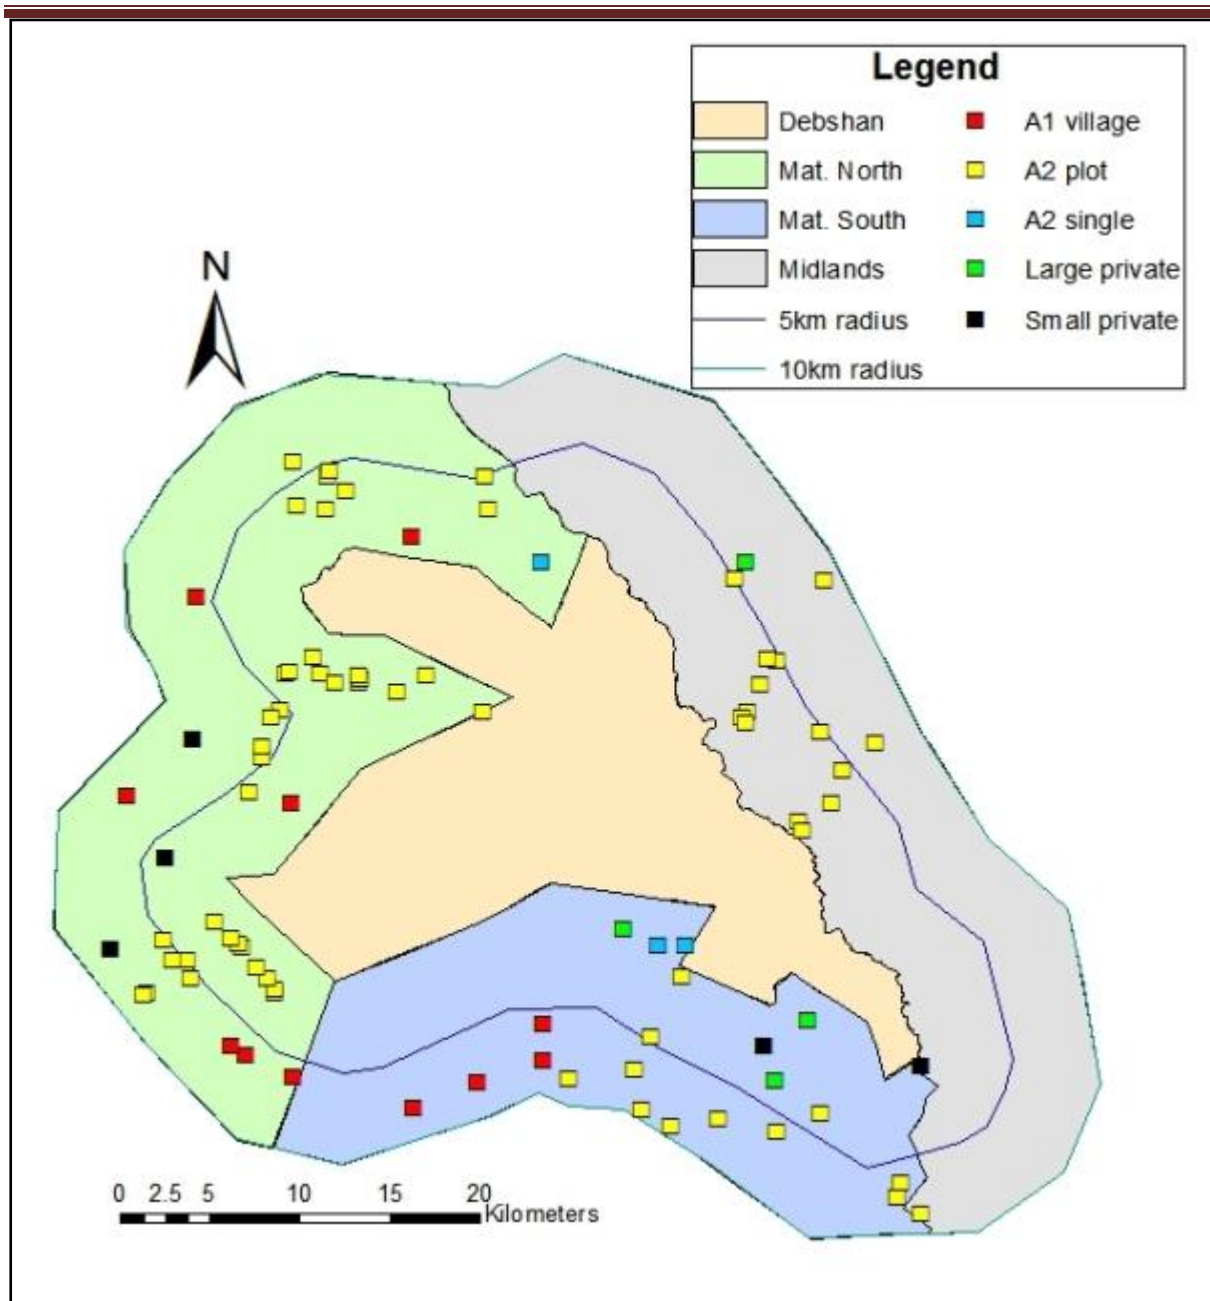 Legend
Debshan A1 village
Mat. North A2 plot
Mat. South A2 single
Midlands Large private
5km radius Small private
10km radius
N
0 2.5 5 10 15 20
Kilometers